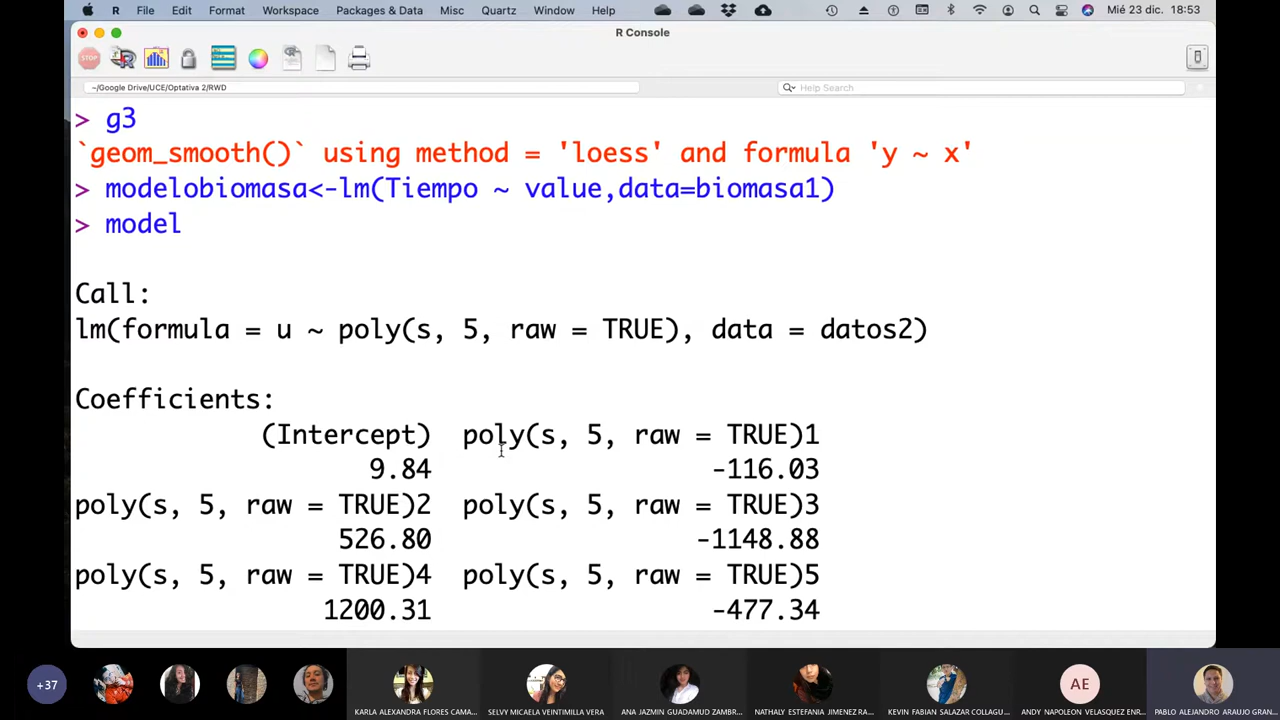 File Edit Format Workspace Packages & Data Misc Quartz Window Help Mié 23 dic. 18:53
R Console
STOP
~/Google Drive/UCE/Optativa 2/RWD
Help Search
> g3
`geom_smooth()` using method = 'loess' and formula 'y ~ x'
> modelobiomasa<-lm(Tiempo ~ value,data=biomasa1)
> model
Call:
lm(formula = u ~ poly(s, 5, raw = TRUE), data = datos2)
Coefficients:
(Intercept) poly(s, 5, raw = TRUE)1
9.84 -116.03
poly(s, 5, raw = TRUE)2 poly(s, 5, raw = TRUE)3
526.80 -1148.88
poly(s, 5, raw = TRUE)4 poly(s, 5, raw = TRUE)5
1200.31 -477.34
+37
AE
KARLA ALEXANDRA FLORES CAMA... SELVY MICAELA VEINTIMILLA VERA ANA JAZMIN GUADAMUD ZAMBR... NATHALY ESTEFANIA JIMENEZ RA... KEVIN FABIAN SALAZAR COLLAGU... ANDY NAPOLEON VELASQUEZ ENR... PABLO ALEJANDRO ARAUJO GRAN...